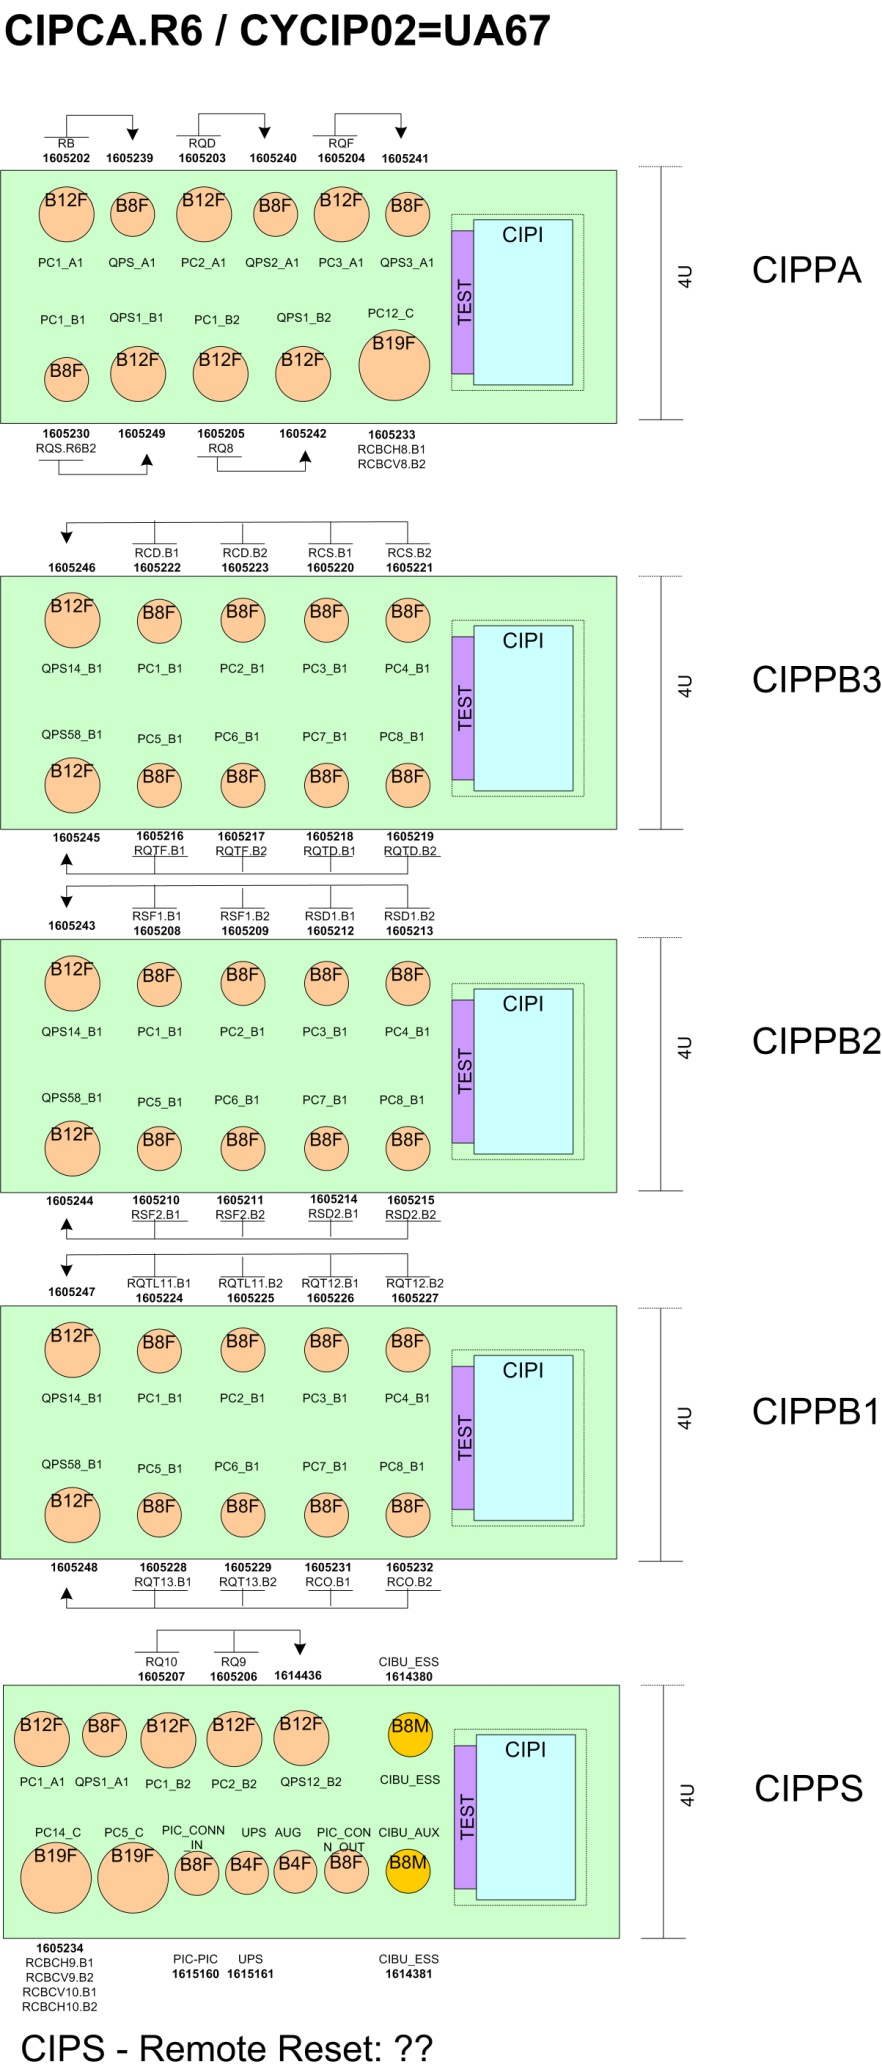 CIPCA.R6 / CYCIP02=UA67
RB RQD RQF
1605202 1605239 1605203 1605240 1605204 1605241
B12F B8F B12F B8F B12F B8F
PC1_A1 QPS_A1 PC2_A1 QPS2_A1 PC3_A1 QPS3_A1
CIPI
TEST
4U
CIPPA
PC1_B1 QPS1_B1 PC1_B2 QPS1_B2 PC12_C
B8F B12F B12F B12F B19F
1605230 1605249 1605205 1605242 1605233
RQS.R6B2 RQ8 RCBCH8.B1
RCBCV8.B2
RCD.B1 RCD.B2 RCS.B1 RCS.B2
1605246 1605222 1605223 1605220 1605221
B12F B8F B8F B8F B8F
QPS14_B1 PC1_B1 PC2_B1 PC3_B1 PC4_B1
CIPI
TEST
4U
CIPPB3
QPS58_B1 PC5_B1 PC6_B1 PC7_B1 PC8_B1
B12F B8F B8F B8F B8F
1605245 1605216 1605217 1605218 1605219
RQTF.B1 RQTF.B2 RQTD.B1 RQTD.B2
RSF1.B1 RSF1.B2 RSD1.B1 RSD1.B2
1605243 1605208 1605209 1605212 1605213
B12F B8F B8F B8F B8F
QPS14_B1 PC1_B1 PC2_B1 PC3_B1 PC4_B1
CIPI
TEST
4U
CIPPB2
QPS58_B1 PC5_B1 PC6_B1 PC7_B1 PC8_B1
B12F B8F B8F B8F B8F
1605244 1605210 1605211 1605214 1605215
RSF2.B1 RSF2.B2 RSD2.B1 RSD2.B2
RQTL11.B1 RQTL11.B2 RQT12.B1 RQT12.B2
1605247 1605224 1605225 1605226 1605227
B12F B8F B8F B8F B8F
QPS14_B1 PC1_B1 PC2_B1 PC3_B1 PC4_B1
CIPI
TEST
4U
CIPPB1
QPS58_B1 PC5_B1 PC6_B1 PC7_B1 PC8_B1
B12F B8F B8F B8F B8F
1605248 1605228 1605229 1605231 1605232
RQT13.B1 RQT13.B2 RCO.B1 RCO.B2
RQ10 RQ9 CIBU_ESS
1605207 1605206 1614436 1614380
B12F B8F B12F B12F B12F B8M
PC1_A1 QPS1_A1 PC1_B2 PC2_B2 QPS12_B2 CIBU_ESS
CIPI
TEST
4U
CIPPS
PC14_C PC5_C PIC_CONN UPS AUG PIC_CON CIBU_AUX
_IN N_OUT
B19F B19F B8F B4F B4F B8F B8M
1605234
RCBCH9.B1 PIC-PIC UPS CIBU_ESS
RCBCV9.B2 1615160 1615161 1614381
RCBCV10.B1
RCBCH10.B2
CIPS - Remote Reset: ??